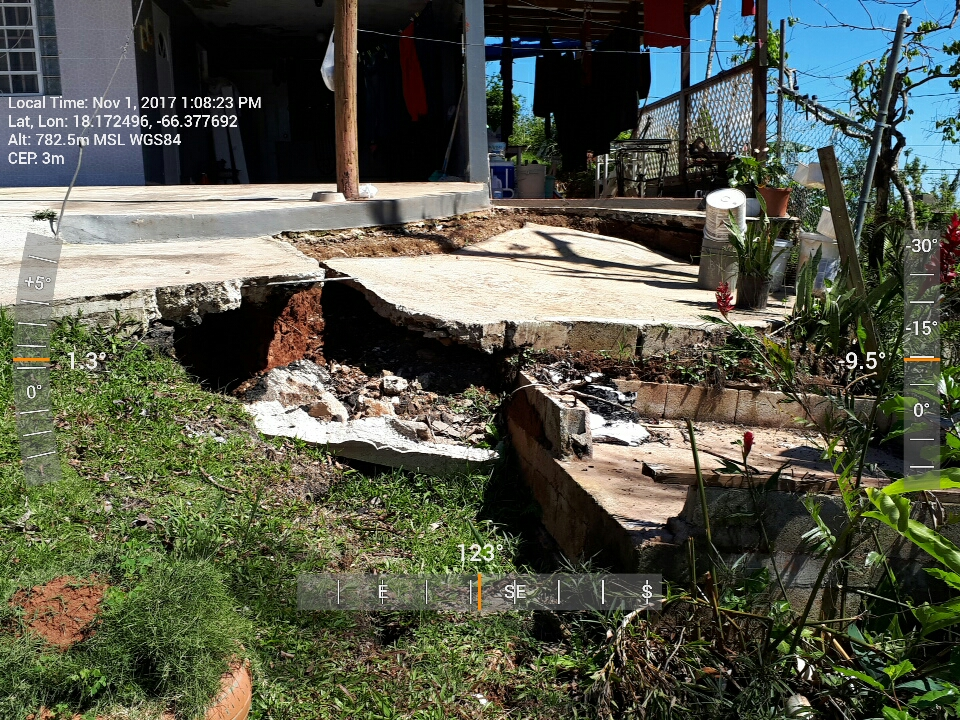 Local Time: Nov 1, 2017 1:08:23 PM
Lat, Lon: 18.172496, -66.377692
Alt: 782.5m MSL WGS84
CEP: 3m
-30°
+5°
-15°
1.3°
-9.5°
0°
0°
123°
E SE S